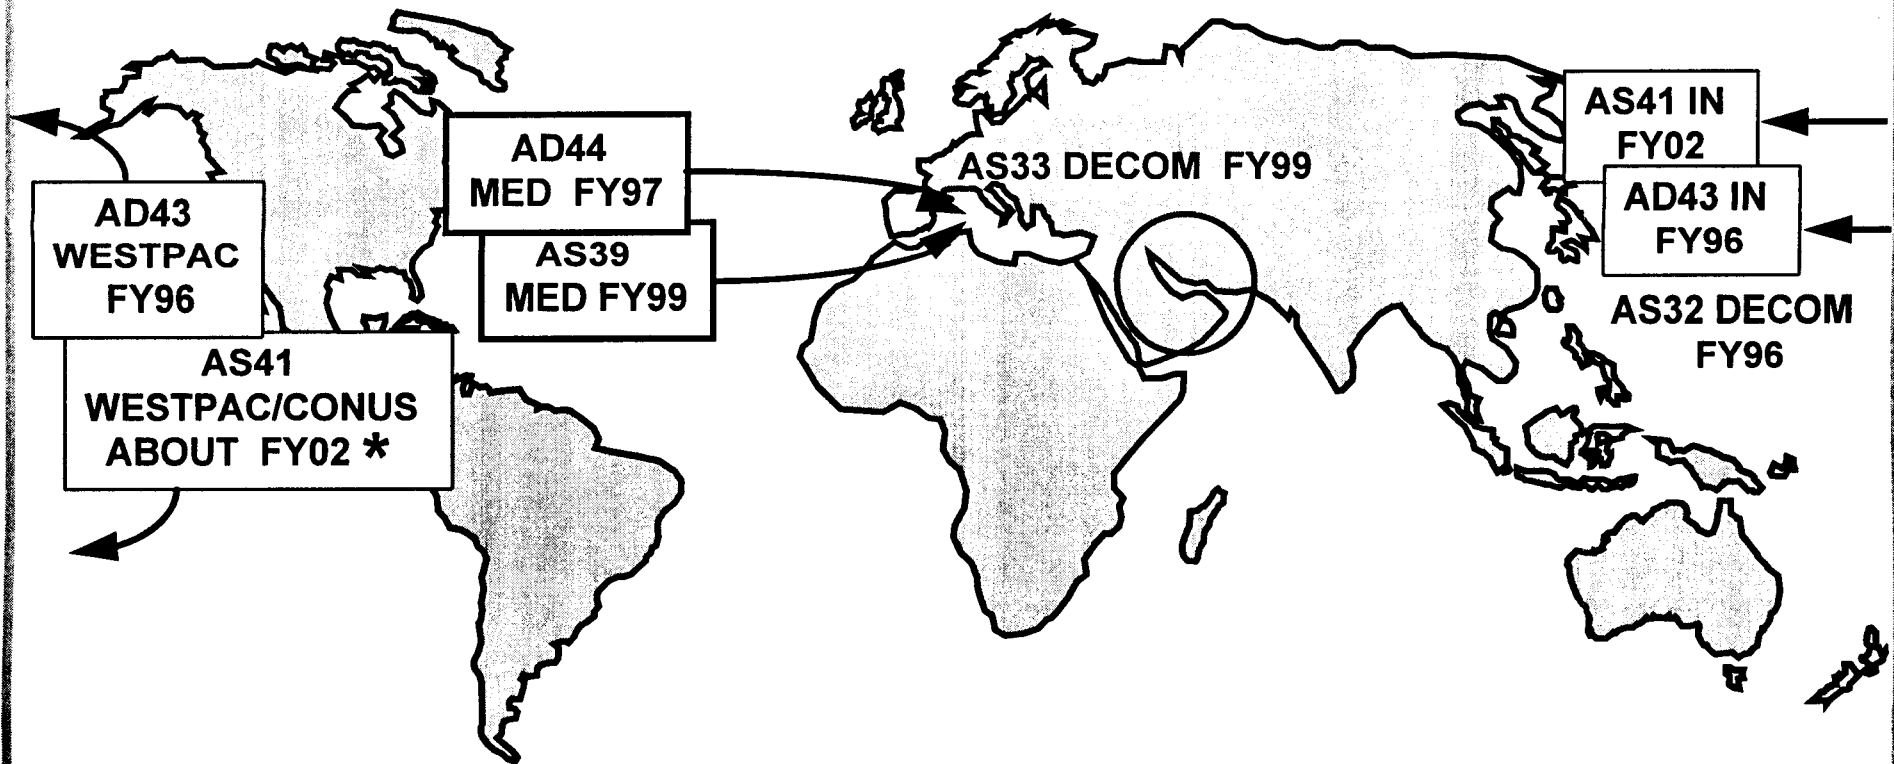 AD43
WESTPAC
FY96
AS41
WESTPAC/CONUS
ABOUT FY02 *
AD44
MED FY97
AS39
MED FY99
AS33 DECOM FY99
AS41 IN
FY02
AD43 IN
FY96
AS32 DECOM
FY96